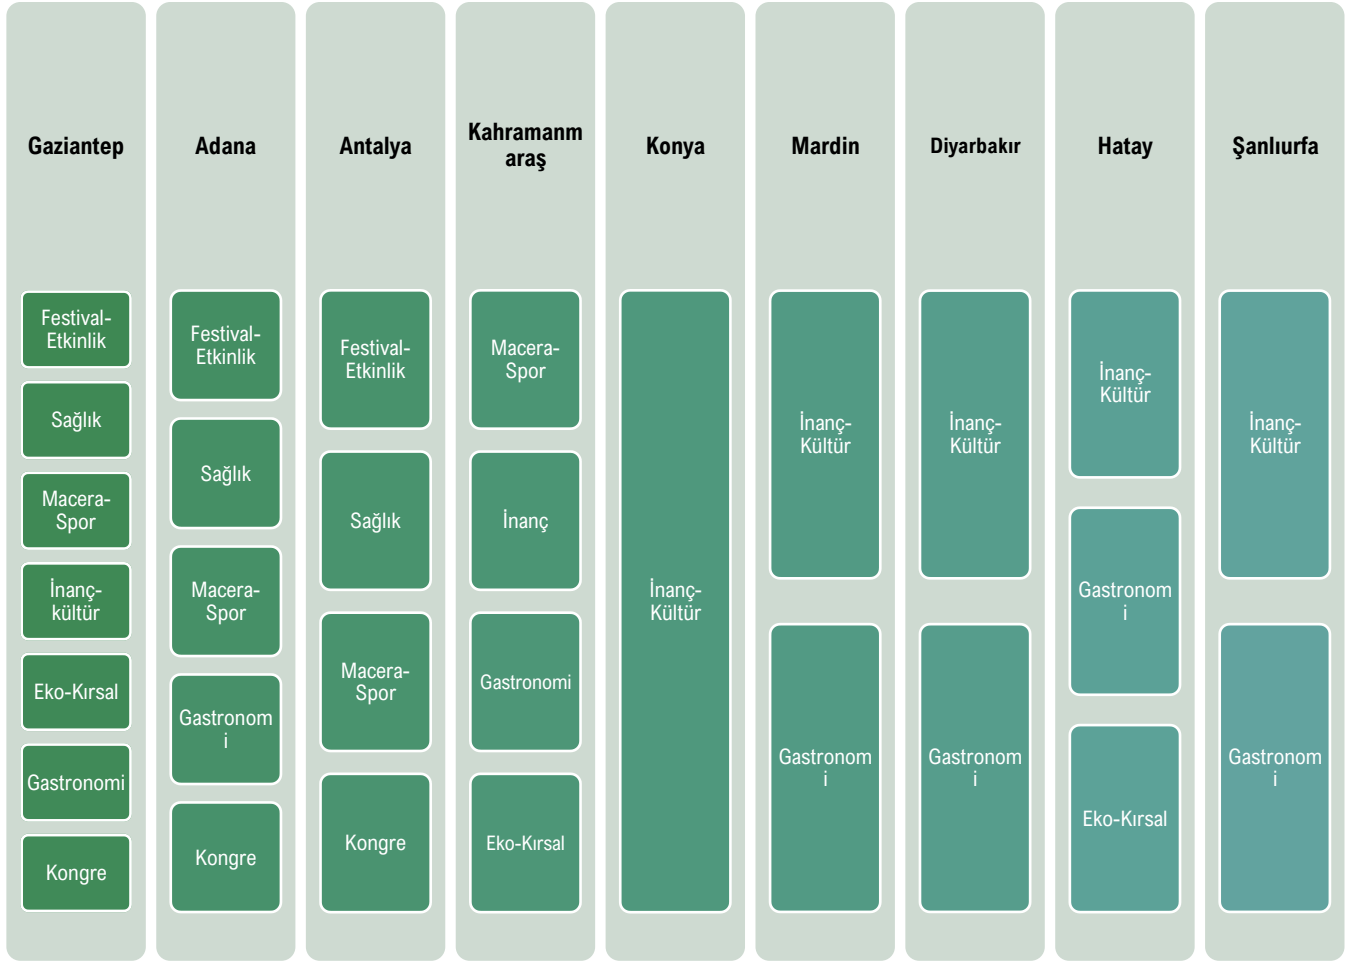 Gaziantep
Festival-
Etkinlik
Sağlık
Macera-
Spor
İnanç-
kültür
Eko-Kırsal
Gastronomi
Kongre
Adana
Festival-
Etkinlik
Sağlık
Macera-
Spor
Gastronom
i
Kongre
Antalya
Festival-
Etkinlik
Sağlık
Macera-
Spor
Kongre
Kahramanm
araş
Macera-
Spor
İnanç
Gastronomi
Eko-Kırsal
Konya
İnanç-
Kültür
Mardin
İnanç-
Kültür
Gastronom
i
Diyarbakır
İnanç-
Kültür
Gastronom
i
Hatay
İnanç-
Kültür
Gastronom
i
Eko-Kırsal
Şanlıurfa
İnanç-
Kültür
Gastronom
i